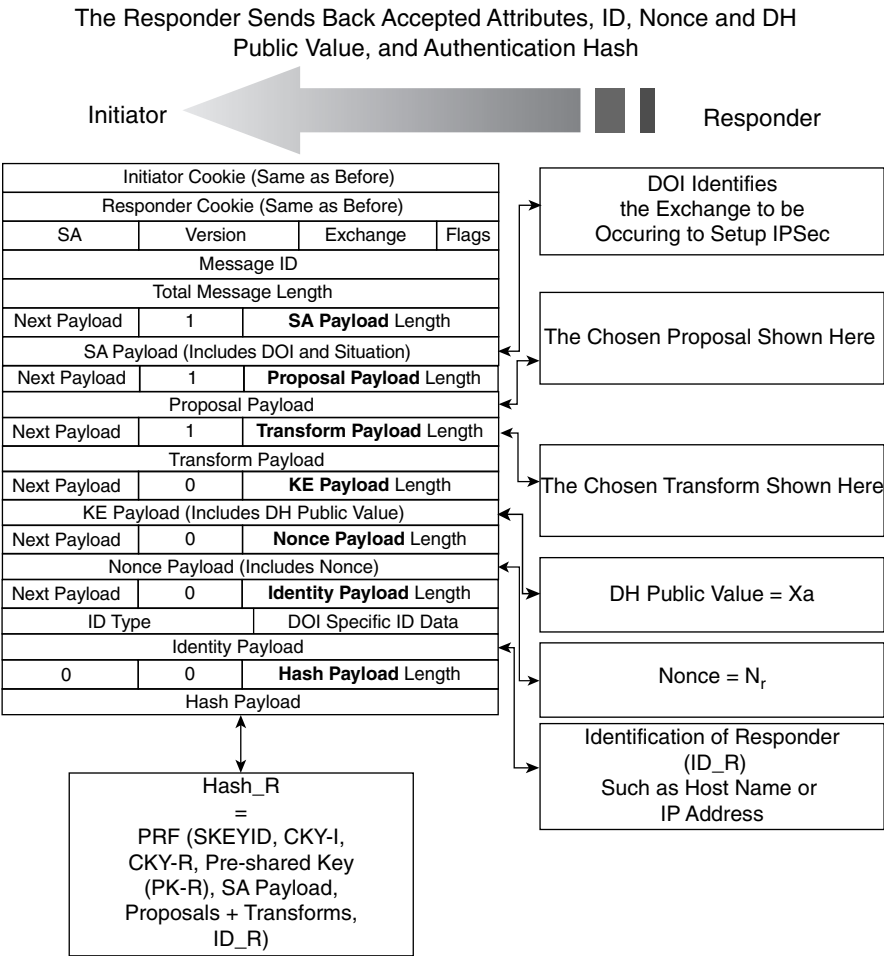 The Responder Sends Back Accepted Attributes, ID, Nonce and DH
Public Value, and Authentication Hash
Initiator
Responder
Initiator Cookie (Same as Before)
Responder Cookie (Same as Before)
SA Version Exchange Flags
Message ID
Total Message Length
Next Payload 1 SA Payload Length
SA Payload (Includes DOI and Situation)
Next Payload 1 Proposal Payload Length
Proposal Payload
Next Payload 1 Transform Payload Length
Transform Payload
Next Payload 0 KE Payload Length
KE Payload (Includes DH Public Value)
Next Payload 0 Nonce Payload Length
Nonce Payload (Includes Nonce)
Next Payload 0 Identity Payload Length
ID Type DOI Specific ID Data
Identity Payload
0 0 Hash Payload Length
Hash Payload
DOI Identifies
the Exchange to be
Occuring to Setup IPSec
The Chosen Proposal Shown Here
The Chosen Transform Shown Here
DH Public Value = Xa
Nonce = Nr
Identification of Responder
(ID_R)
Such as Host Name or
IP Address
Hash_R
=
PRF (SKEYID, CKY-I,
CKY-R, Pre-shared Key
(PK-R), SA Payload,
Proposals + Transforms,
ID_R)